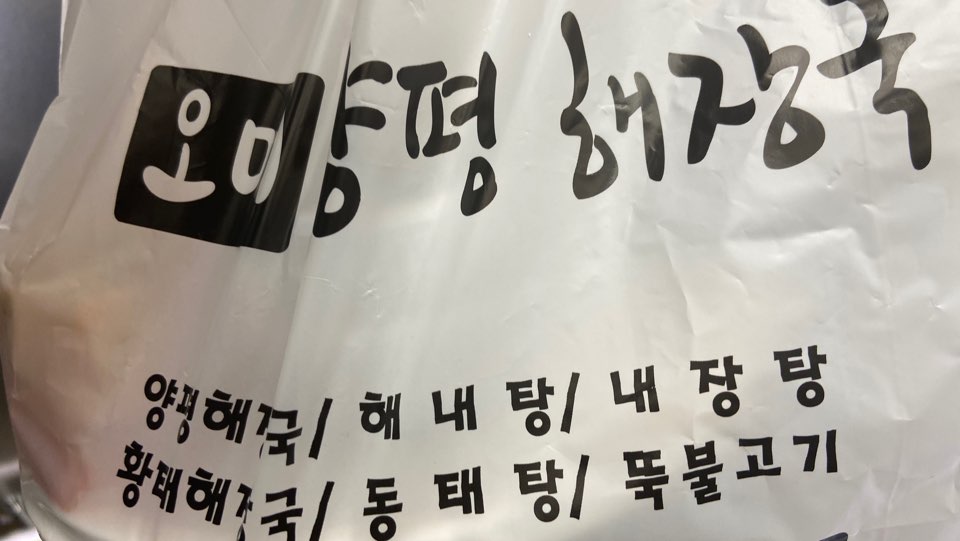 오미 양평 해장국
양평해장국/ 해 내 탕/ 내 장 탕
황태해장국/ 동 태 탕/ 뚝불고기